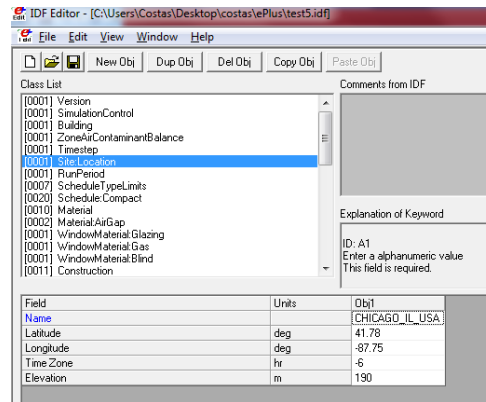 IDF Editor - [C:\Users\Costas\Desktop\costas\ePlus\test5.idf]
File Edit View Window Help
New Obj Dup Obj Del Obj Copy Obj Paste Obj
Class List
Comments from IDF
[0001] Version
[0001] SimulationControl
[0001] Building
[0001] ZoneAirContaminantBalance
[0001] Timestep
[0001] Site:Location
[0001] RunPeriod
[0007] ScheduleTypeLimits
[0020] Schedule:Compact
[0010] Material
[0002] Material:AirGap
[0001] WindowMaterial:Glazing
[0001] WindowMaterial:Gas
[0001] WindowMaterial:Blind
[0011] Construction
Explanation of Keyword
ID: A1
Enter a alphanumeric value
This field is required.
Field Units Obj1
Name CHICAGO_IL_USA
Latitude deg 41.78
Longitude deg -87.75
Time Zone hr -6
Elevation m 190